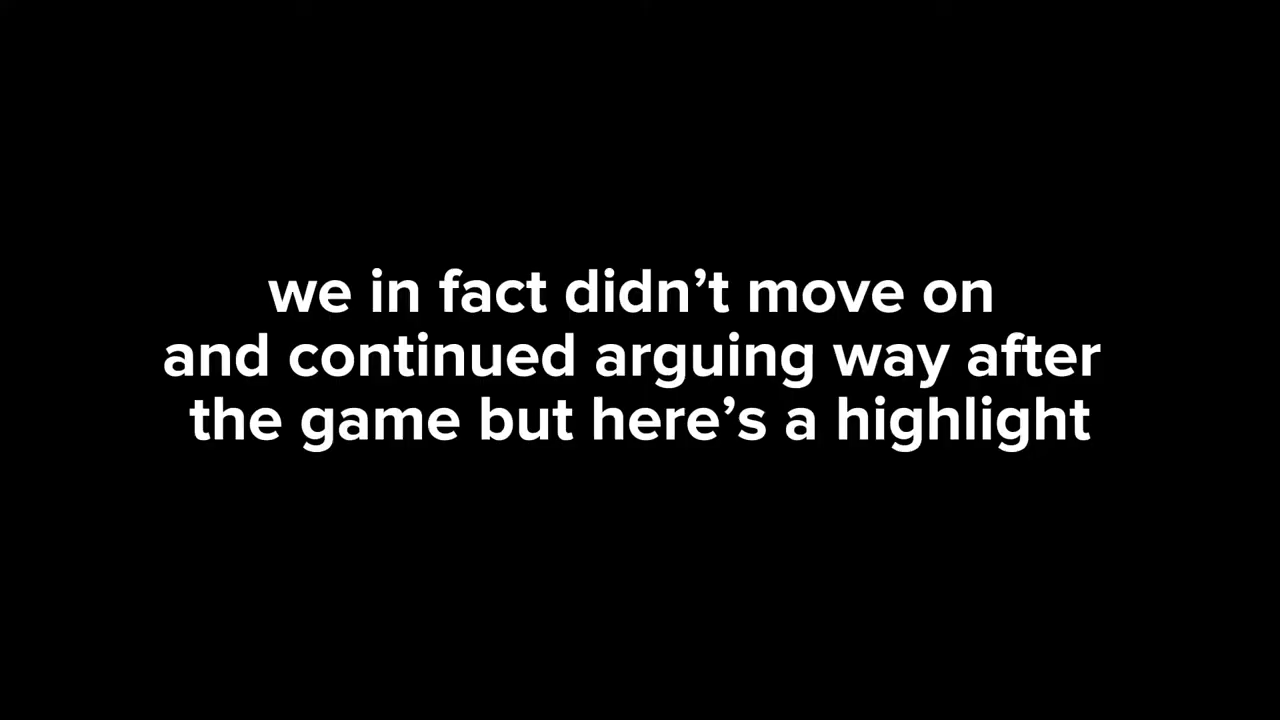 we in fact didn’t move on
and continued arguing way after
the game but here’s a highlight